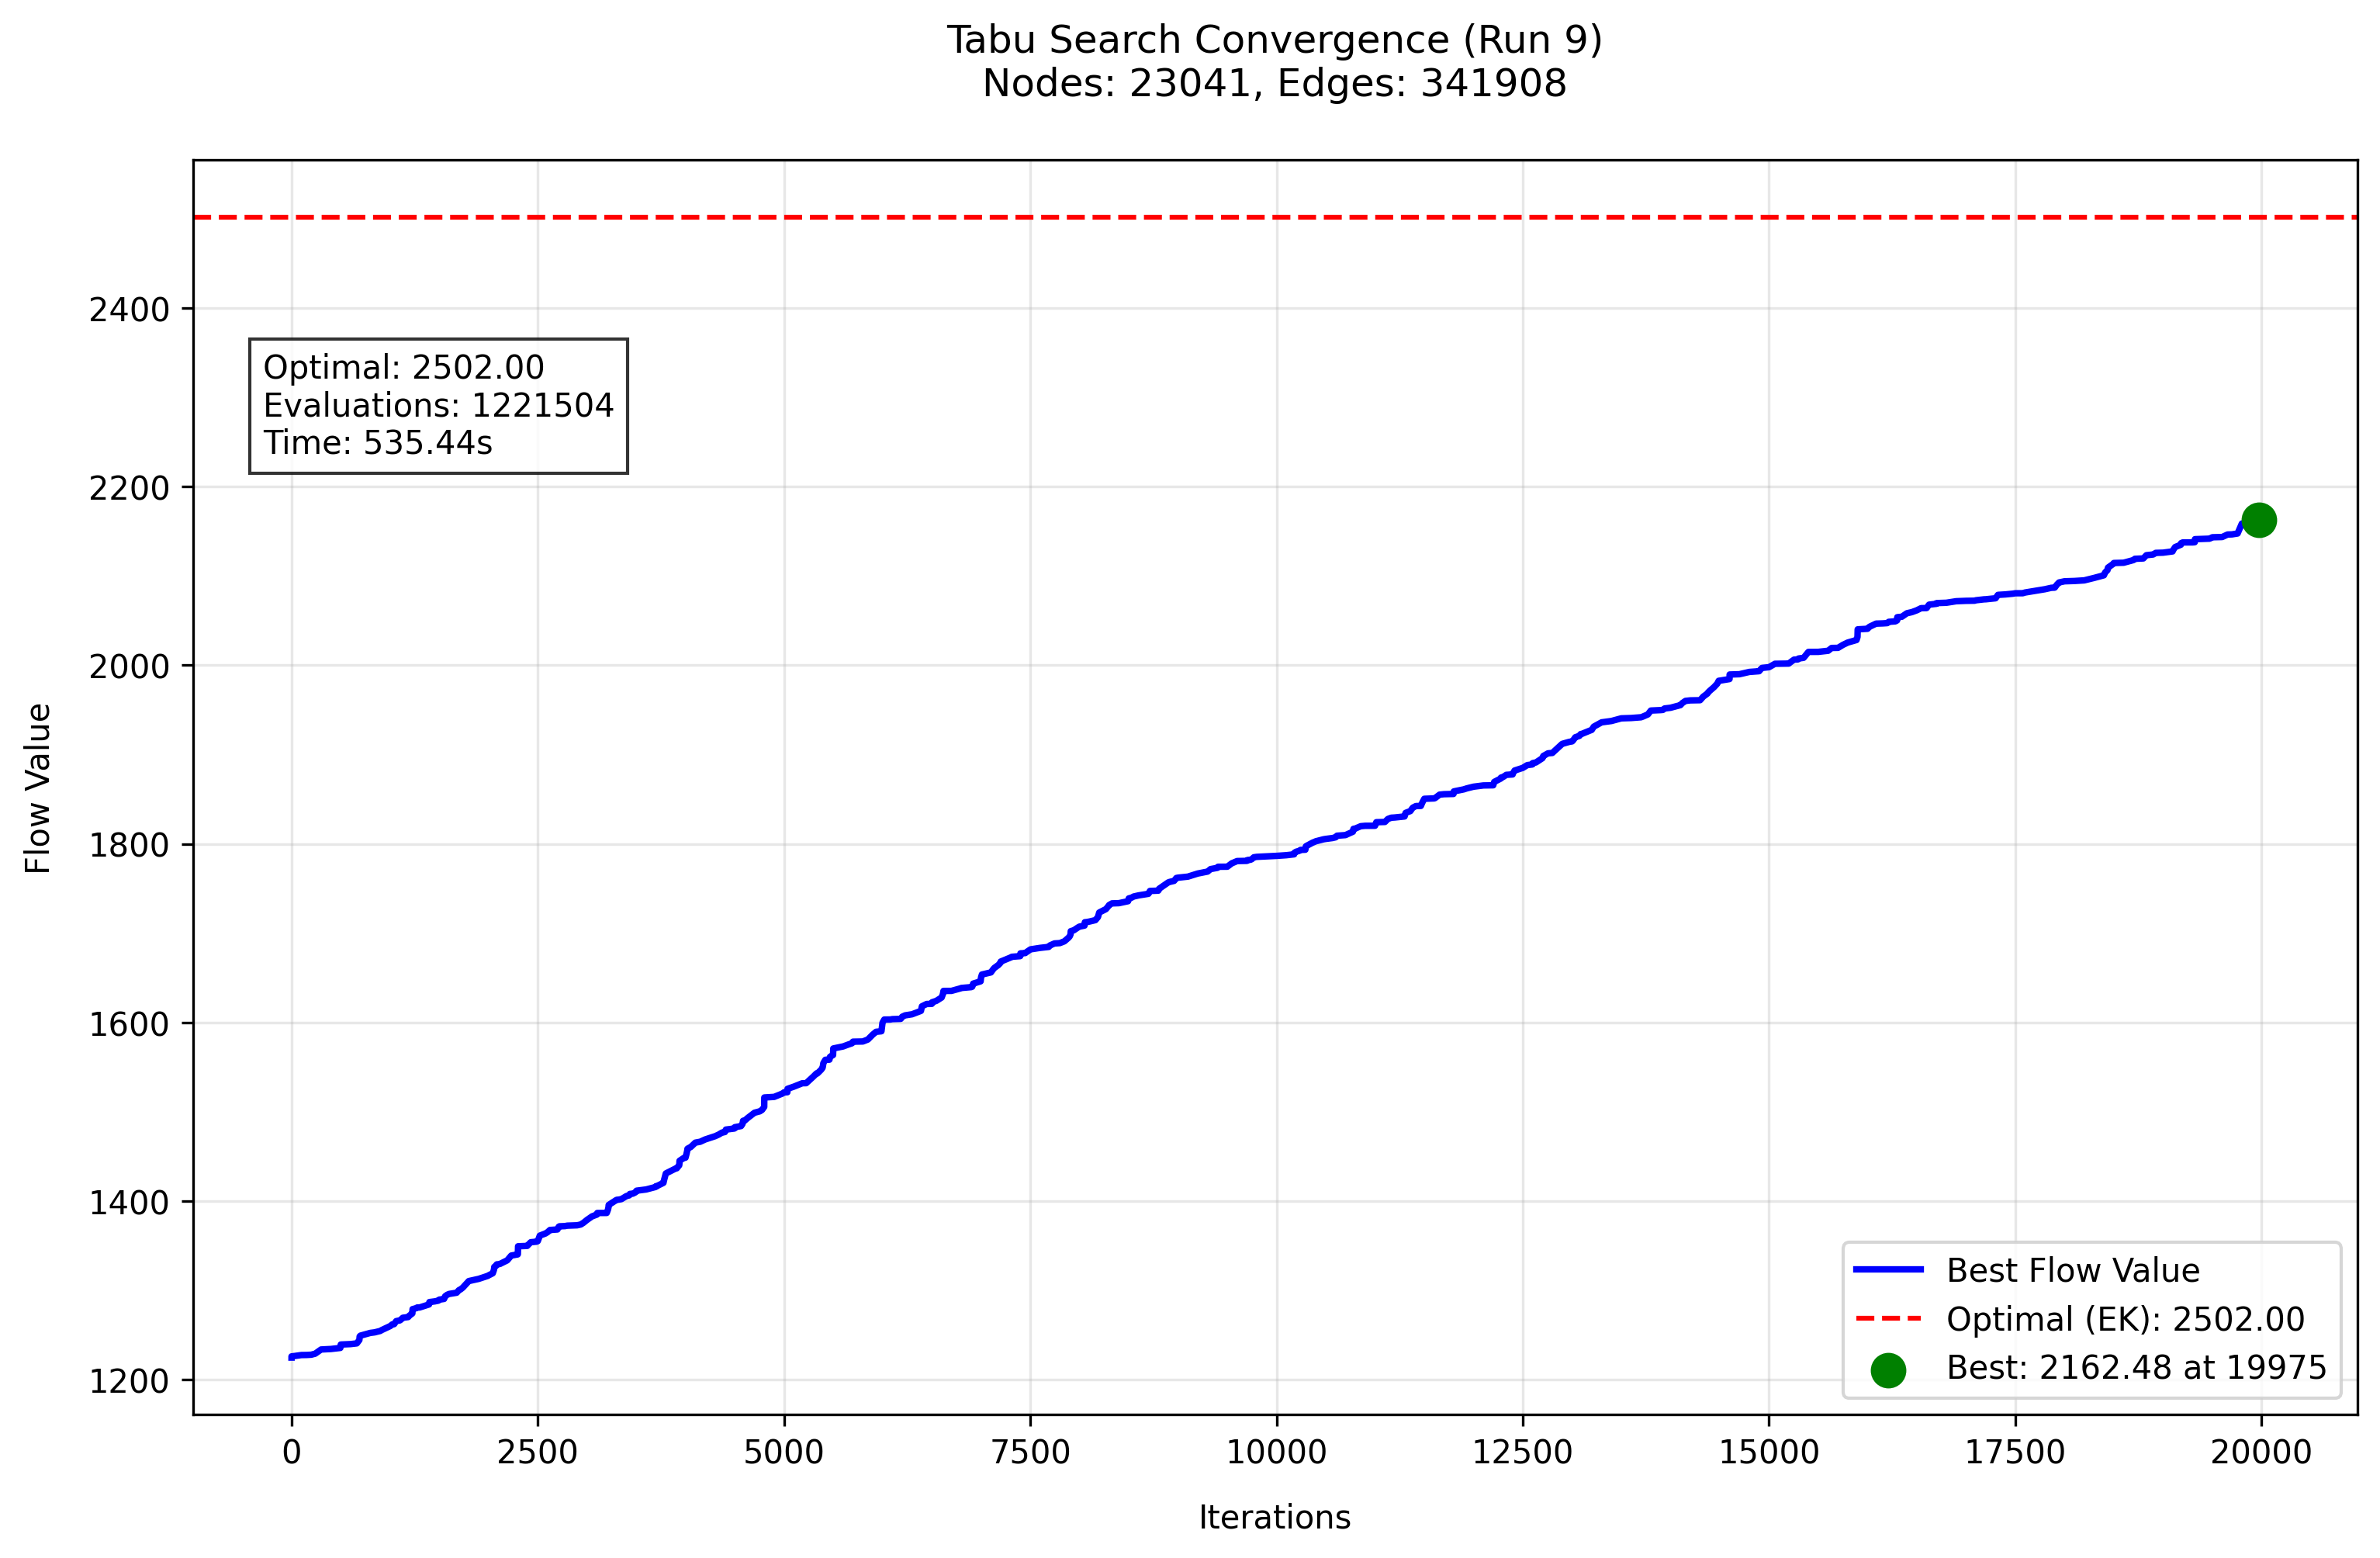 Tabu Search Convergence (Run 9)
Nodes: 23041, Edges: 341908
Flow Value
2400
2200
2000
1800
1600
1400
1200
Optimal: 2502.00
Evaluations: 1221504
Time: 535.44s
Best Flow Value
Optimal (EK): 2502.00
Best: 2162.48 at 19975
0 2500 5000 7500 10000 12500 15000 17500 20000
Iterations